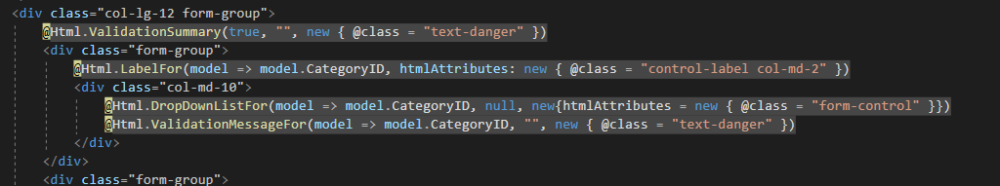 <div class="col-lg-12 form-group">
@Html.ValidationSummary(true, "", new { @class = "text-danger" })
<div class="form-group">
@Html.LabelFor(model => model.CategoryID, htmlAttributes: new { @class = "control-label col-md-2" })
<div class="col-md-10">
@Html.DropDownListFor(model => model.CategoryID, null, new{htmlAttributes = new { @class = "form-control" }})
@Html.ValidationMessageFor(model => model.CategoryID, "", new { @class = "text-danger" })
</div>
</div>
<div class="form-group">